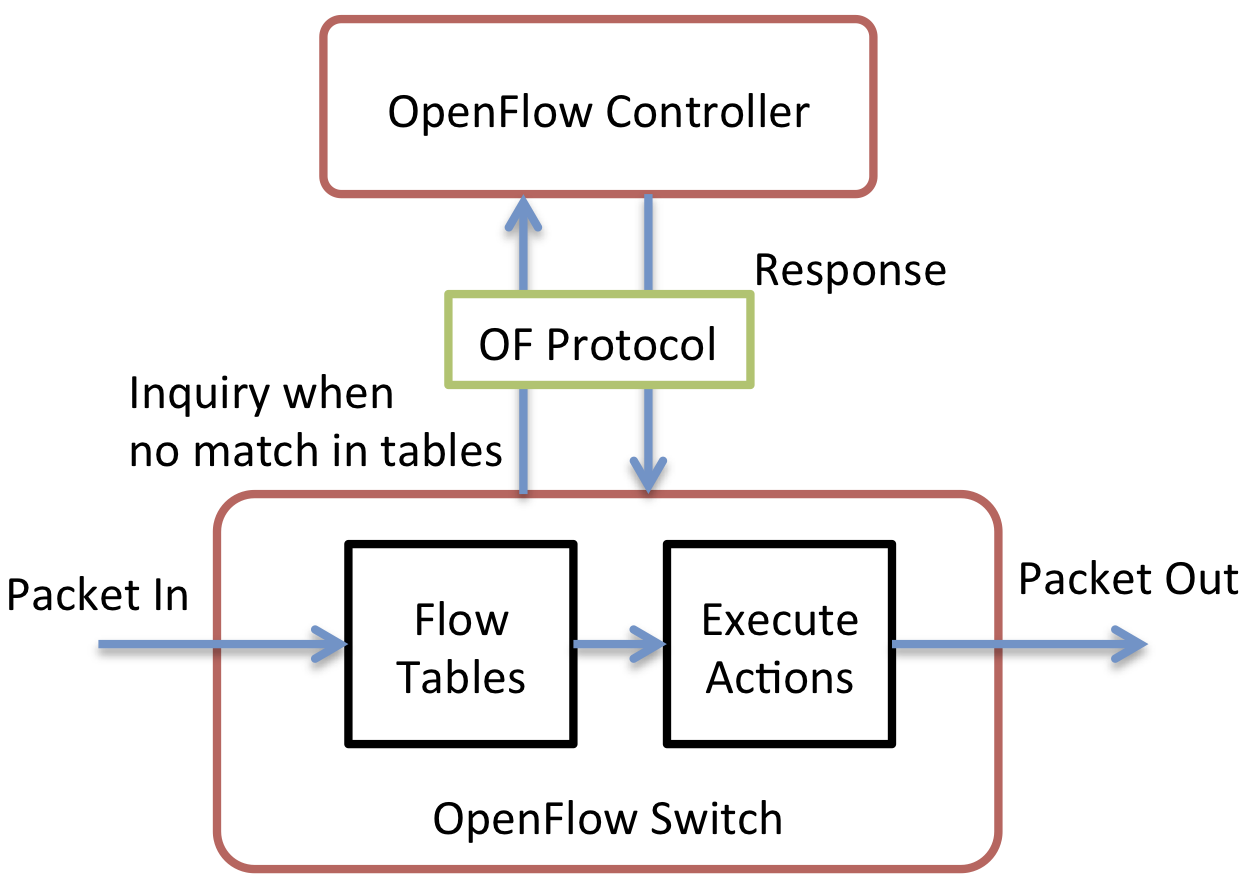 OpenFlow Controller
Response
OF Protocol
Inquiry when
no match in tables
Packet In
Flow
Tables
Execute
Actions
Packet Out
OpenFlow Switch